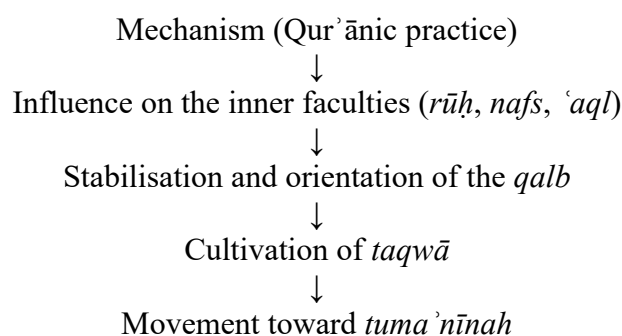 Mechanism (Qurʾānic practice)
↓
Influence on the inner faculties (rūḥ, nafs, ʿaql)
↓
Stabilisation and orientation of the qalb
↓
Cultivation of taqwā
↓
Movement toward tumaʾnīnah